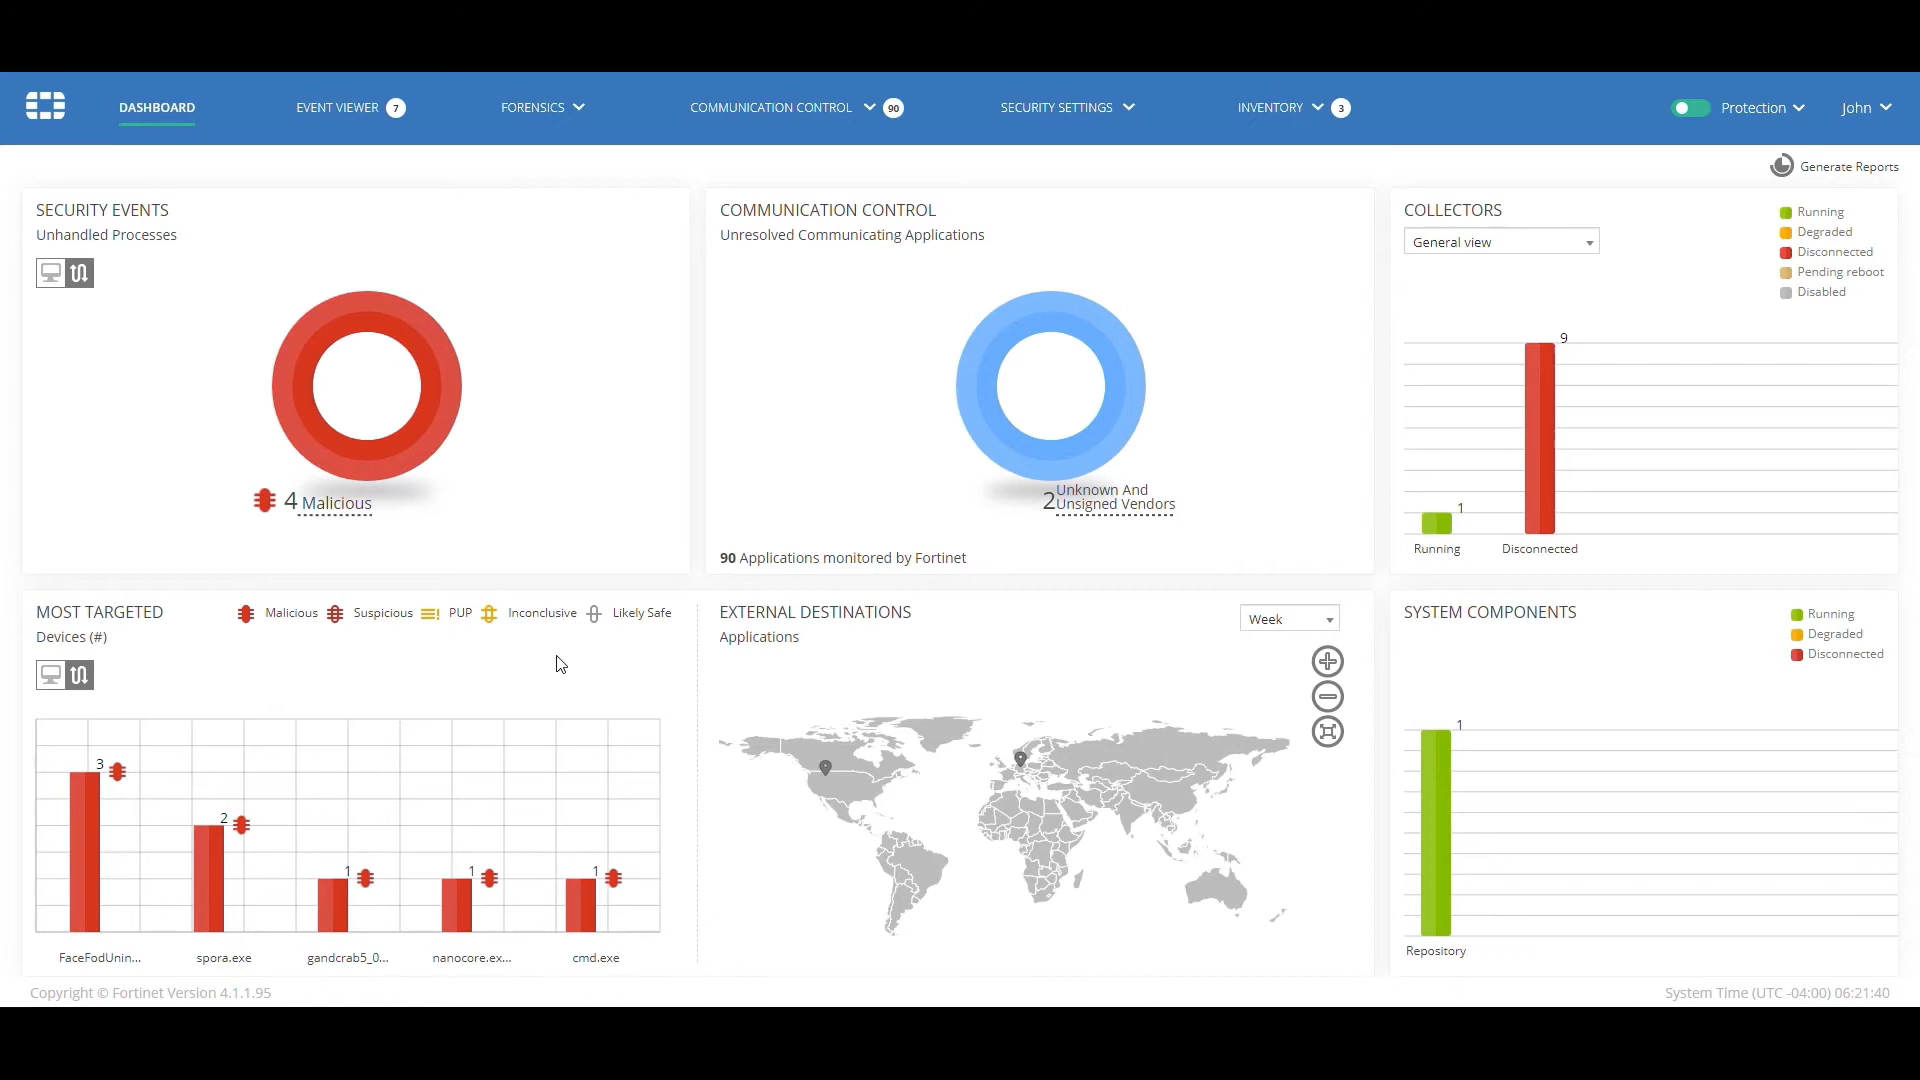 DASHBOARD
EVENT VIEWER 7
FORENSICS
COMMUNICATION CONTROL 90
SECURITY SETTINGS
INVENTORY 3
Protection
John
Generate Reports
SECURITY EVENTS
Unhandled Processes
4 Malicious
COMMUNICATION CONTROL
Unresolved Communicating Applications
2 Unknown And
Unsigned Vendors
90 Applications monitored by Fortinet
COLLECTORS
General view
Running
Degraded
Disconnected
Pending reboot
Disabled
9
1
Running
Disconnected
MOST TARGETED
Devices (#)
Malicious
Suspicious
PUP
Inconclusive
Likely Safe
3
2
1
1
1
FaceFodUnin...
spora.exe
gandcrab5_0...
nanocore.ex...
cmd.exe
EXTERNAL DESTINATIONS
Applications
Week
SYSTEM COMPONENTS
Running
Degraded
Disconnected
1
Repository
Copyright © Fortinet Version 4.1.1.95
System Time (UTC -04:00) 06:21:40